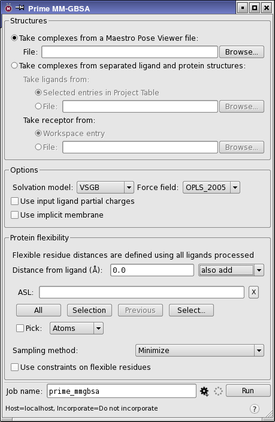 Prime MM-GBSA
Structures
Take complexes from a Maestro Pose Viewer file:
File: Browse...
Take complexes from separated ligand and protein structures:
Take ligands from:
Selected entries in Project Table
File: Browse...
Take receptor from:
Workspace entry
File: Browse...
Options
Solvation model: VSGB Force field: OPLS_2005
Use input ligand partial charges
Use implicit membrane
Protein flexibility
Flexible residue distances are defined using all ligands processed
Distance from ligand (Å): 0.0 also add
ASL: X
All Selection Previous Select...
Pick: Atoms
Sampling method: Minimize
Use constraints on flexible residues
Job name: prime_mmgbsa Run
Host=localhost, Incorporate=Do not incorporate ?